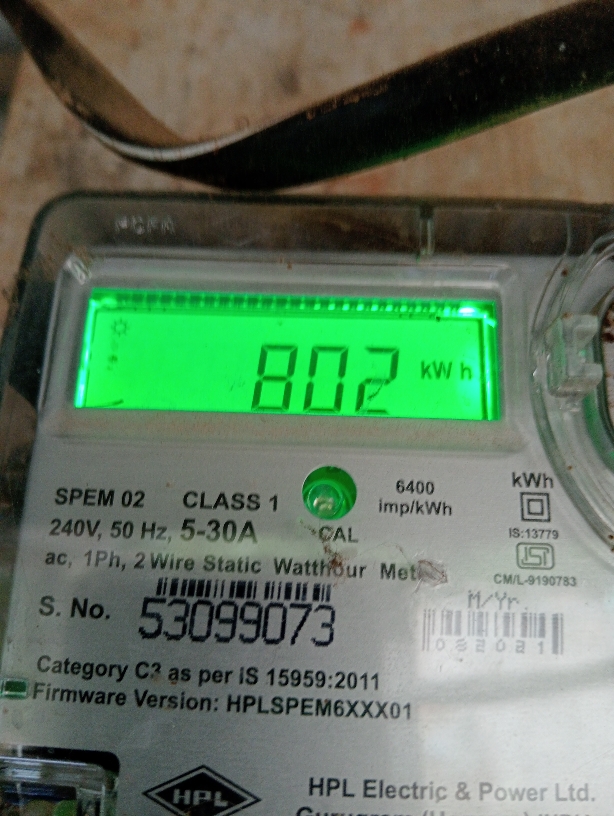 802 kWh
SPEM 02 CLASS 1
6400
imp/kWh
kWh
240V, 50 Hz, 5-30A
CAL
IS:13779
ac, 1Ph, 2 Wire Static Watthour
ISI
CM/L-9190783
S. No. 53099073
M/Yr.
082021
Category C3 as per IS 15959:2011
Firmware Version: HPLSPEM6XXX01
HPL
HPL Electric & Power Ltd.